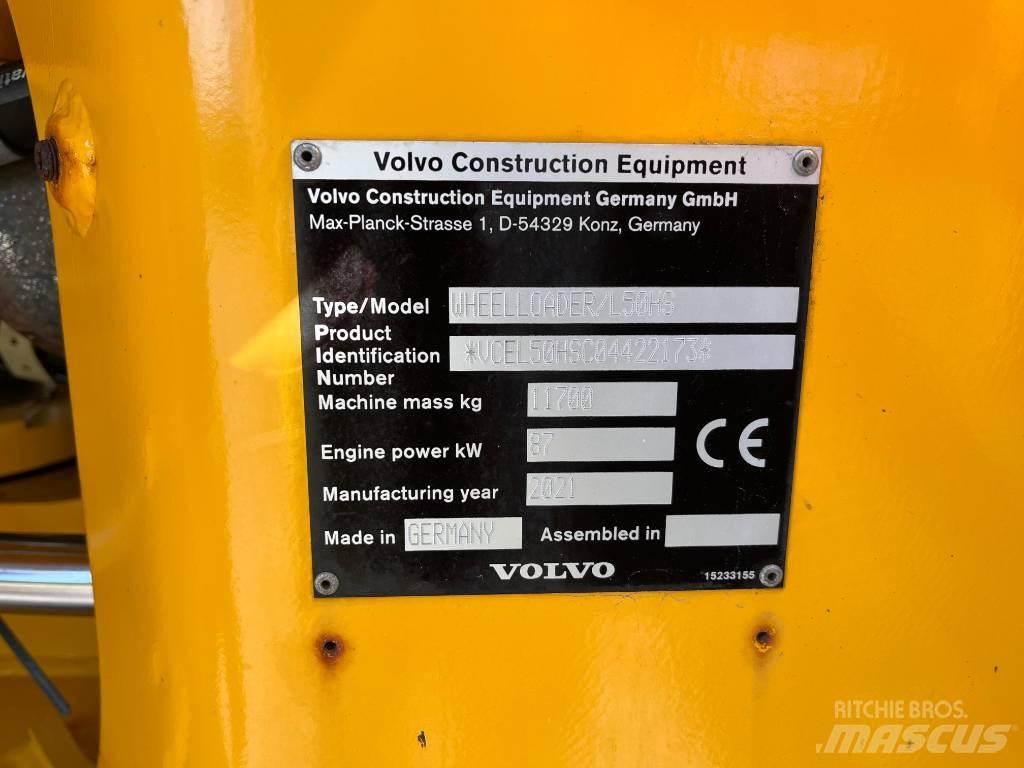 Volvo Construction Equipment
Volvo Construction Equipment Germany GmbH
Max-Planck-Strasse 1, D-54329 Konz, Germany
Type/Model WHEELLOADER/L50HS
Product
Identification *VCEL50HSC04422173*
Number
Machine mass kg 11700
Engine power kW 87
CE
Manufacturing year 2021
Made in GERMANY Assembled in
VOLVO
15233155
RITCHIE BROS.
MASCUS